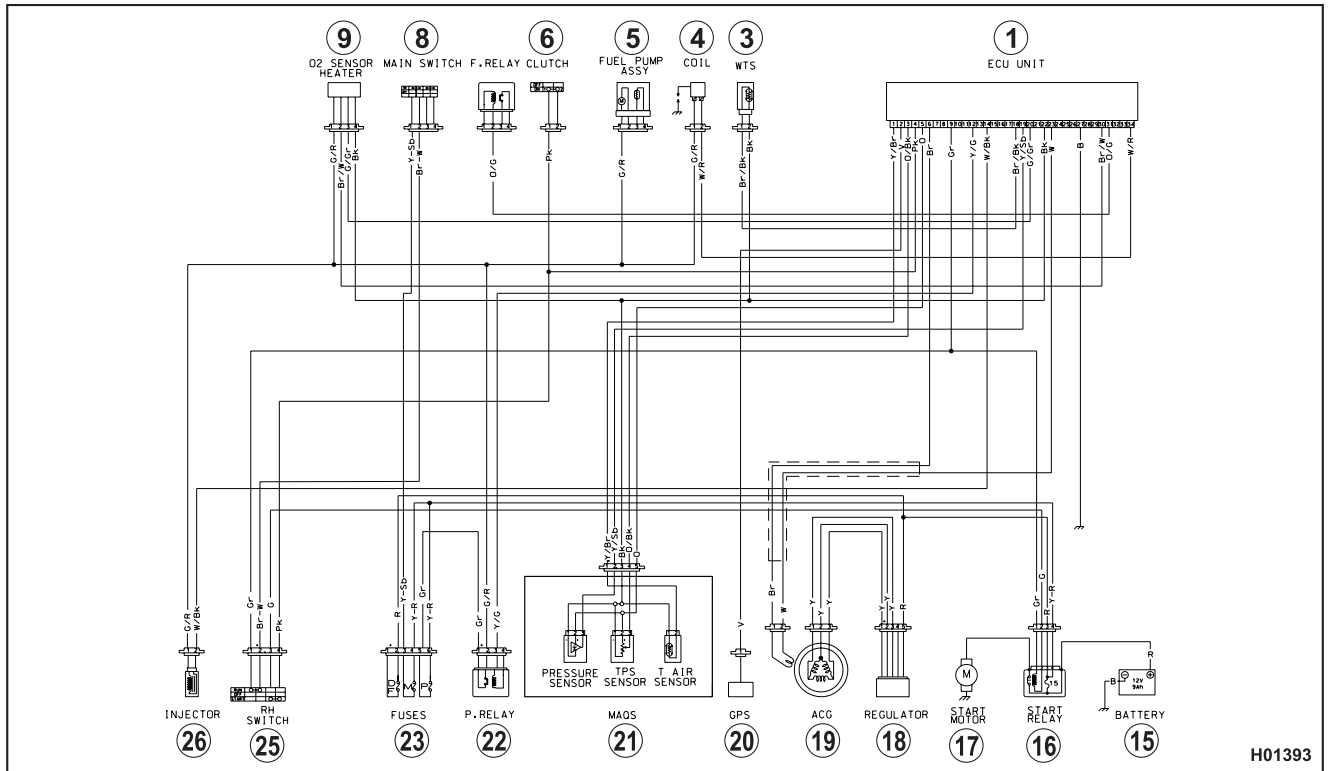 9 8 6 5 4 3 1
O2 SENSOR HEATER
MAIN SWITCH
F.RELAY
CLUTCH
FUEL PUMP ASSY
COIL
WTS
ECU UNIT
G/R
Br/W
G/Gr
Bk
Y-Sb
Br-W
O/G
Pk
G/R
G/R
W/R
Br/Bk
Bk
Y/Br
V
O/Bk
Pk
O
Br
Gr
Y/G
W/Bk
Br/Bk
Y/Sb
G/Gr
Bk
W
B
Br/W
O/G
W/R
G/R
W/Bk
Gr
Br-W
G
Pk
R
Y-Sb
Y-R
Gr
Y-R
Gr
G/R
Y/G
Y/Br
Y/Sb
Bk
O/Bk
O
V
Br
W
Y
Y
Y
Y
Y
Y
R
Gr
G
R
Y-R
R
B
M
15
12V
9Ah
PRESSURE SENSOR
TPS SENSOR
T AIR SENSOR
INJECTOR
RH SWITCH
FUSES
P.RELAY
MAQS
GPS
ACG
REGULATOR
START MOTOR
START RELAY
BATTERY
26 25 23 22 21 20 19 18 17 16 15
H01393